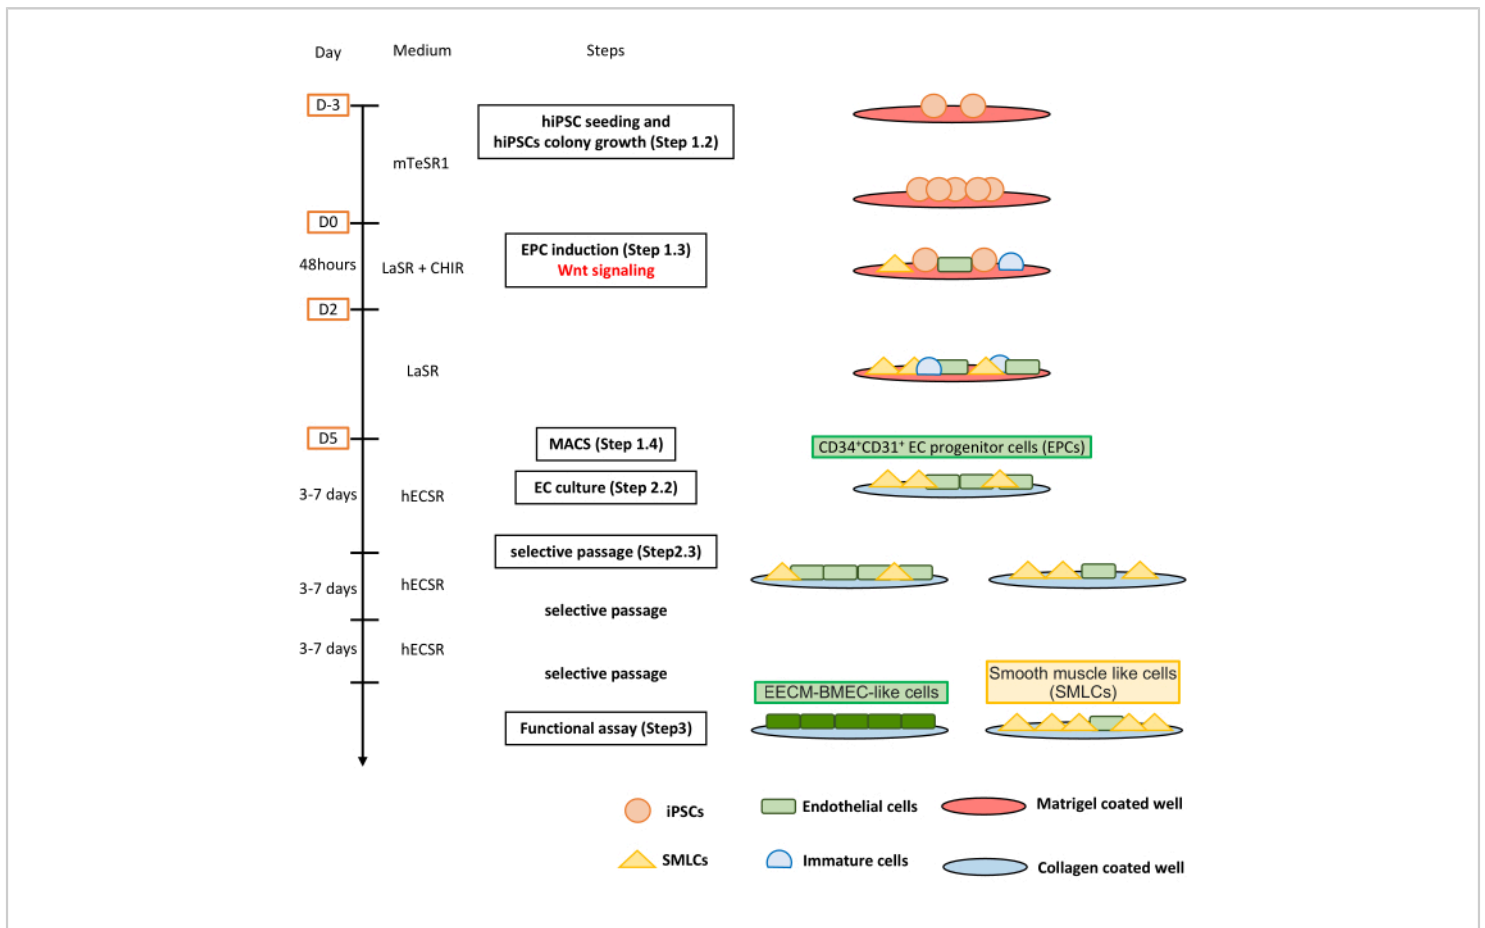 Day Medium Steps
D-3
hiPSC seeding and
hiPSCs colony growth (Step 1.2)
mTeSR1
D0
EPC induction (Step 1.3)
48hours LaSR + CHIR Wnt signaling
D2
LaSR
D5 MACS (Step 1.4) CD34⁺CD31⁺ EC progenitor cells (EPCs)
3-7 days hECSR EC culture (Step 2.2)
selective passage (Step2.3)
3-7 days hECSR
selective passage
3-7 days hECSR
selective passage
Smooth muscle like cells
EECM-BMEC-like cells (SMLCs)
Functional assay (Step3)
iPSCs Endothelial cells Matrigel coated well
SMLCs Immature cells Collagen coated well